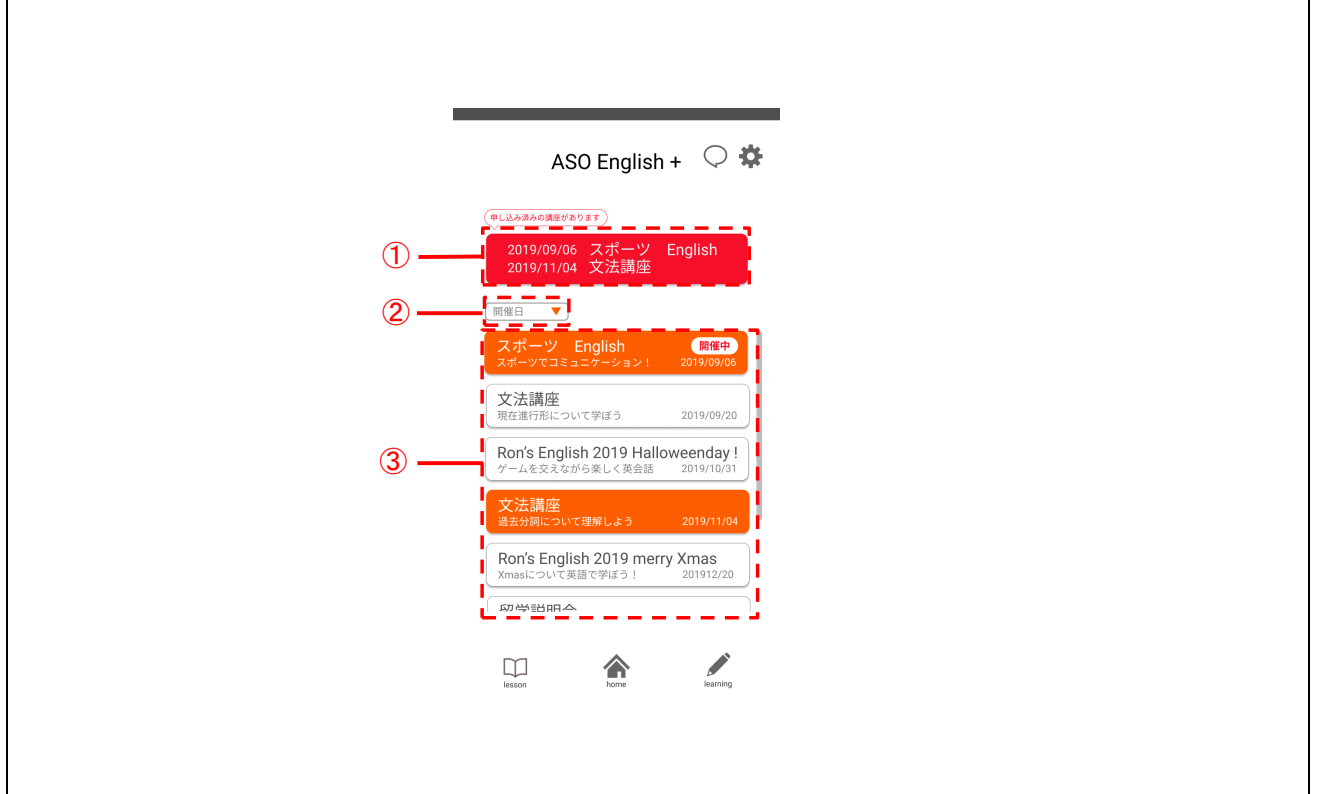 ASO English +
申し込み済みの講座があります
①
2019/09/06 スポーツ　English
2019/11/04 文法講座
②
開催日
スポーツ　English 開催中
スポーツでコミュニケーション！ 2019/09/06
文法講座
現在進行形について学ぼう 2019/09/20
③
Ron’s English 2019 Halloweenday !
ゲームを交えながら楽しく英会話 2019/10/31
文法講座
過去分詞について理解しよう 2019/11/04
Ron’s English 2019 merry Xmas
Xmasについて英語で学ぼう！ 201912/20
留学説明会
lesson
home
learning